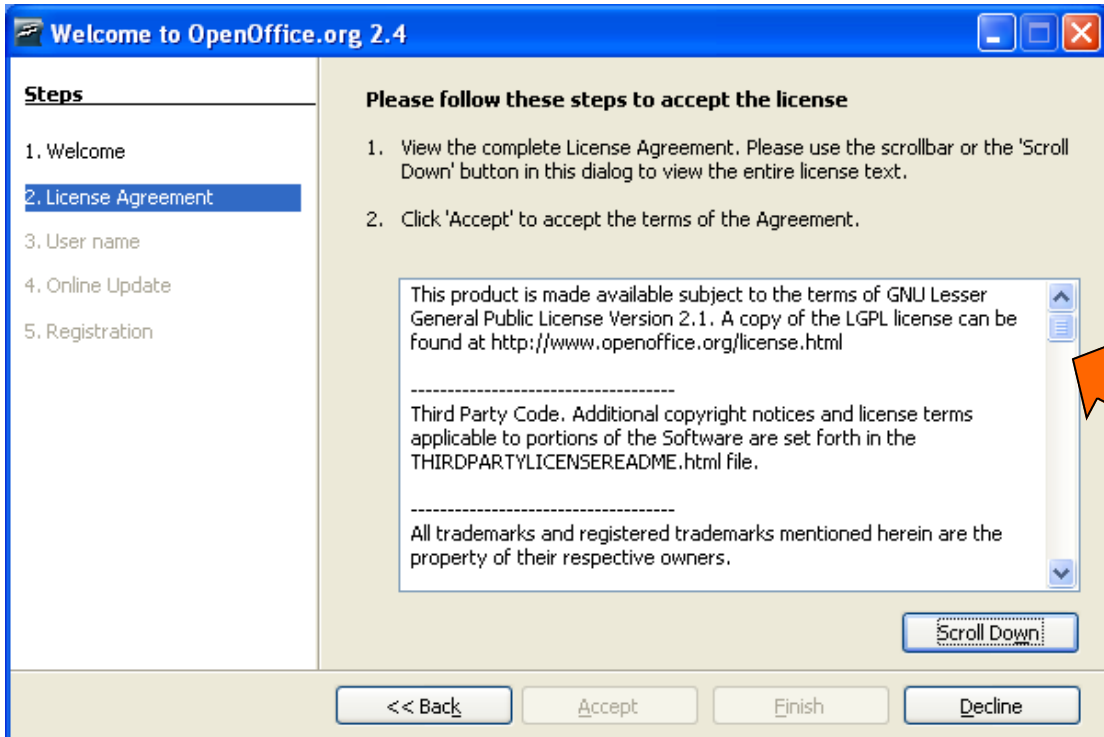 Welcome to OpenOffice.org 2.4
Steps
1. Welcome
2. License Agreement
3. User name
4. Online Update
5. Registration
Please follow these steps to accept the license
1. View the complete License Agreement. Please use the scrollbar or the 'Scroll
Down' button in this dialog to view the entire license text.
2. Click 'Accept' to accept the terms of the Agreement.
This product is made available subject to the terms of GNU Lesser
General Public License Version 2.1. A copy of the LGPL license can be
found at http://www.openoffice.org/license.html
------------------------------------
Third Party Code. Additional copyright notices and license terms
applicable to portions of the Software are set forth in the
THIRDPARTYLICENSEREADME.html file.
------------------------------------
All trademarks and registered trademarks mentioned herein are the
property of their respective owners.
Scroll Down
<< Back
Accept
Finish
Decline